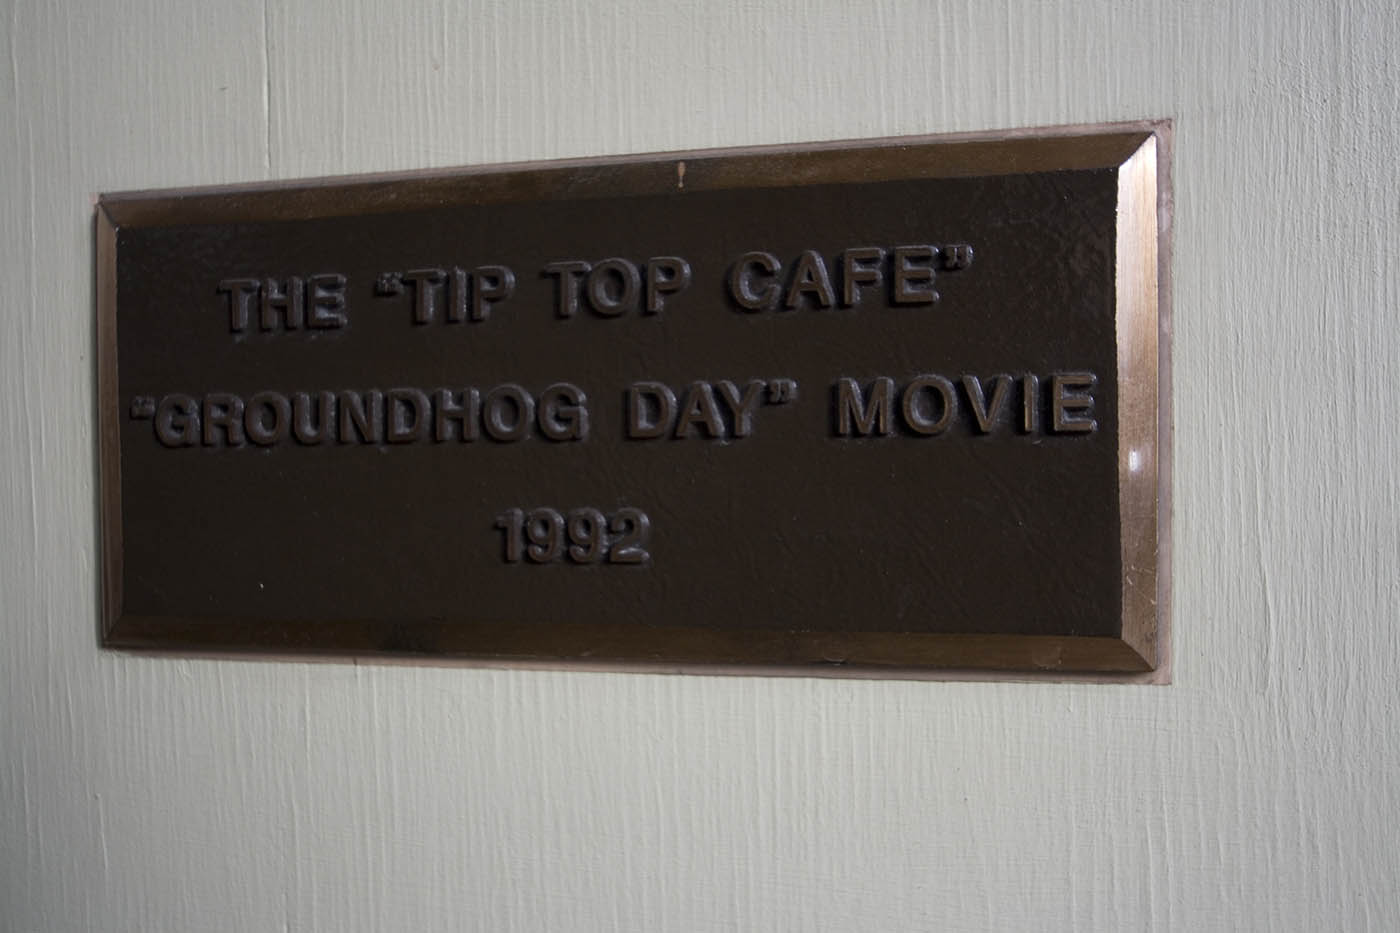 THE “TIP TOP CAFE”
“GROUNDHOG DAY” MOVIE
1992